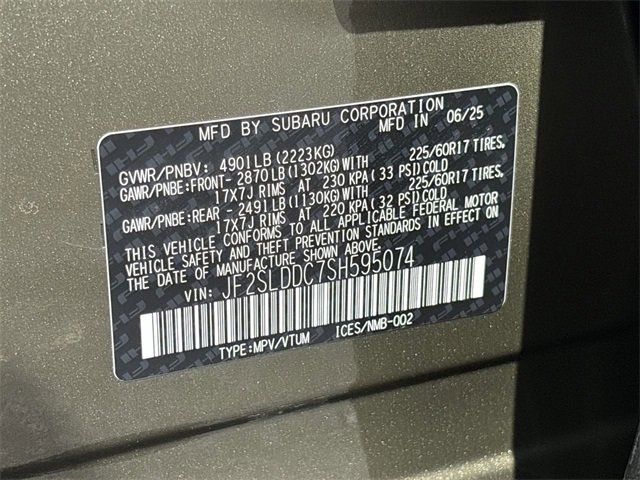 MFD BY SUBARU CORPORATION
MFD IN 06/25
GVWR/PNBV: 4901LB(2223KG)
GAWR/PNBE:FRONT- 2870LB(1302KG)WITH 225/60R17 TIRES,
17X7J RIMS AT 230 KPA(33 PSI)COLD
GAWR/PNBE:REAR - 2491LB(1130KG)WITH 225/60R17 TIRES,
17X7J RIMS AT 220 KPA(32 PSI)COLD
THIS VEHICLE CONFORMS TO ALL APPLICABLE FEDERAL MOTOR
VEHICLE SAFETY AND THEFT PREVENTION STANDARDS IN EFFECT ON
THE DATE OF MANUFACTURE SHOWN ABOVE.
VIN: JF2SLDDC7SH595074
TYPE:MPV/VTUM ICES/NMB-002